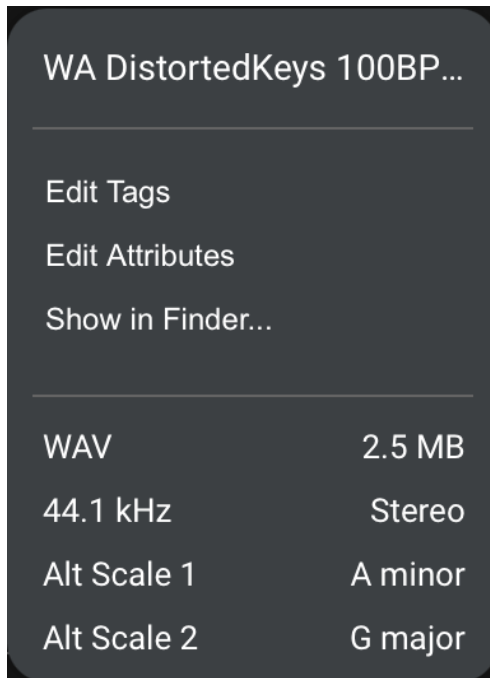 WA DistortedKeys 100BP...
Edit Tags
Edit Attributes
Show in Finder...
WAV 2.5 MB
44.1 kHz Stereo
Alt Scale 1 A minor
Alt Scale 2 G major